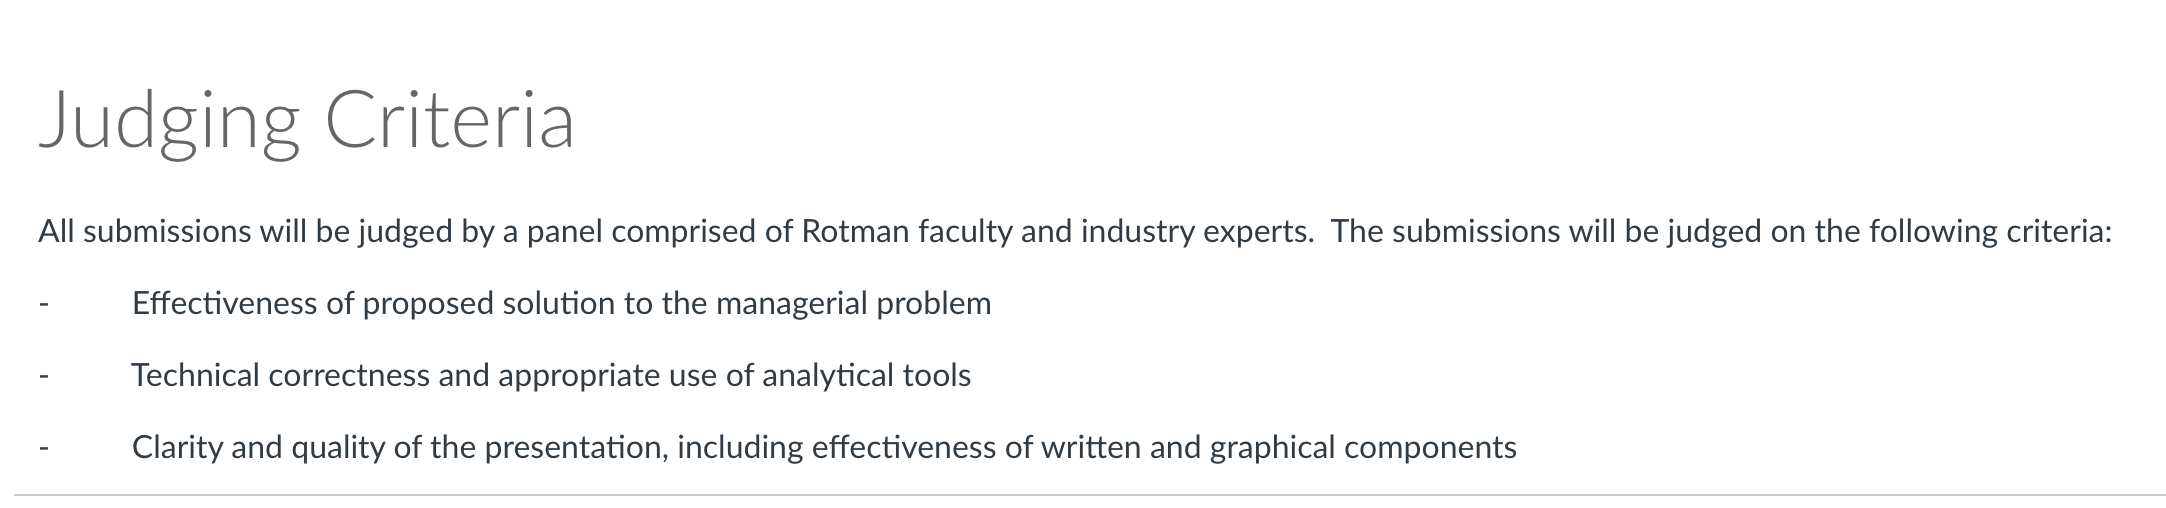 Judging Criteria
All submissions will be judged by a panel comprised of Rotman faculty and industry experts.  The submissions will be judged on the following criteria:
- Effectiveness of proposed solution to the managerial problem
- Technical correctness and appropriate use of analytical tools
- Clarity and quality of the presentation, including effectiveness of written and graphical components